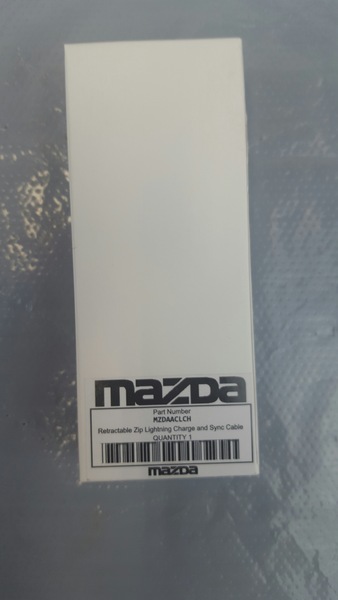 mazda
Part Number
MZDAACLCH
Retractable Zip Lightning Charge and Sync Cable
QUANTITY 1
mazda